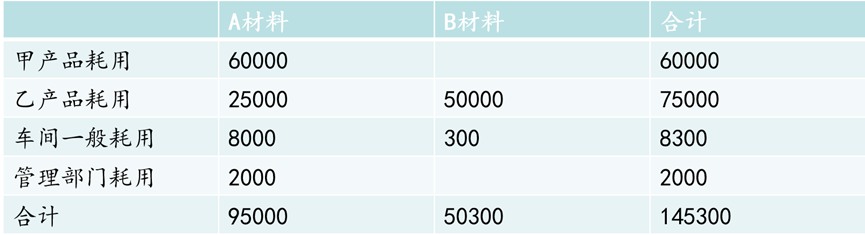 A材料 B材料 合计
甲产品耗用 60000 60000
乙产品耗用 25000 50000 75000
车间一般耗用 8000 300 8300
管理部门耗用 2000 2000
合计 95000 50300 145300